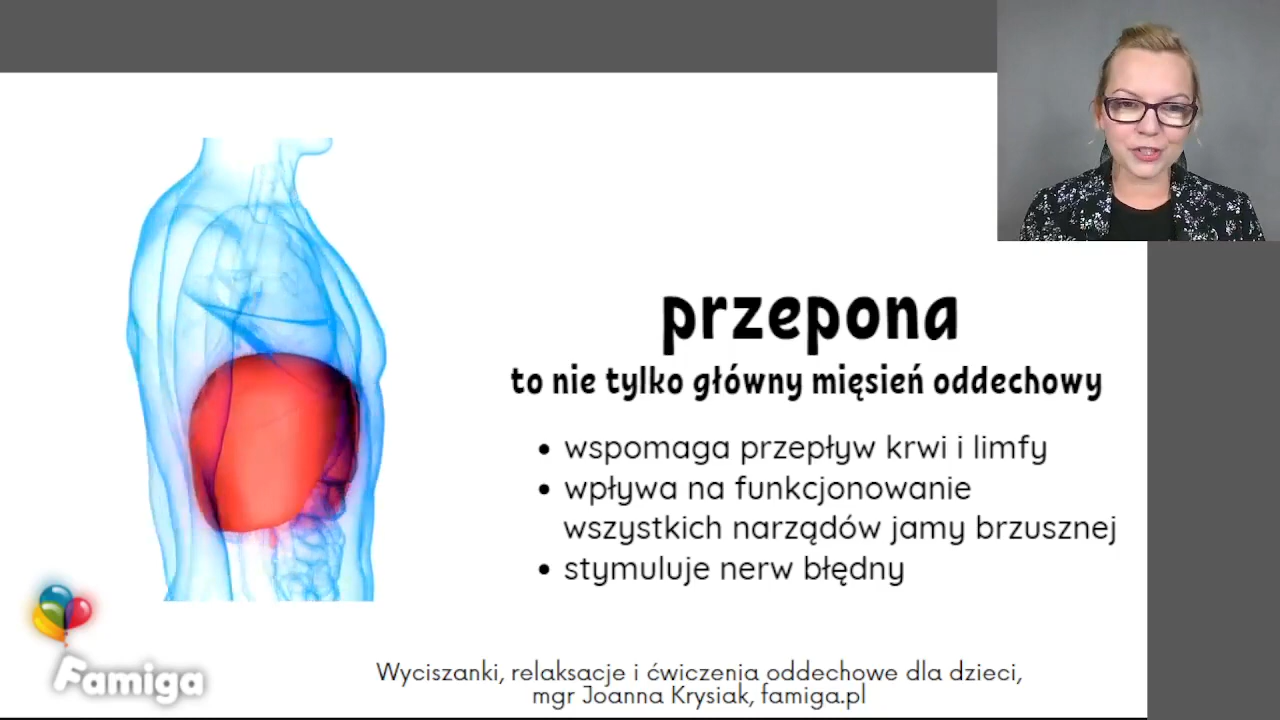 przepona
to nie tylko główny mięsień oddechowy
• wspomaga przepływ krwi i limfy
• wpływa na funkcjonowanie
wszystkich narządów jamy brzusznej
• stymuluje nerw błędny
Famiga
Wyciszanki, relaksacje i ćwiczenia oddechowe dla dzieci,
mgr Joanna Krysiak, famiga.pl